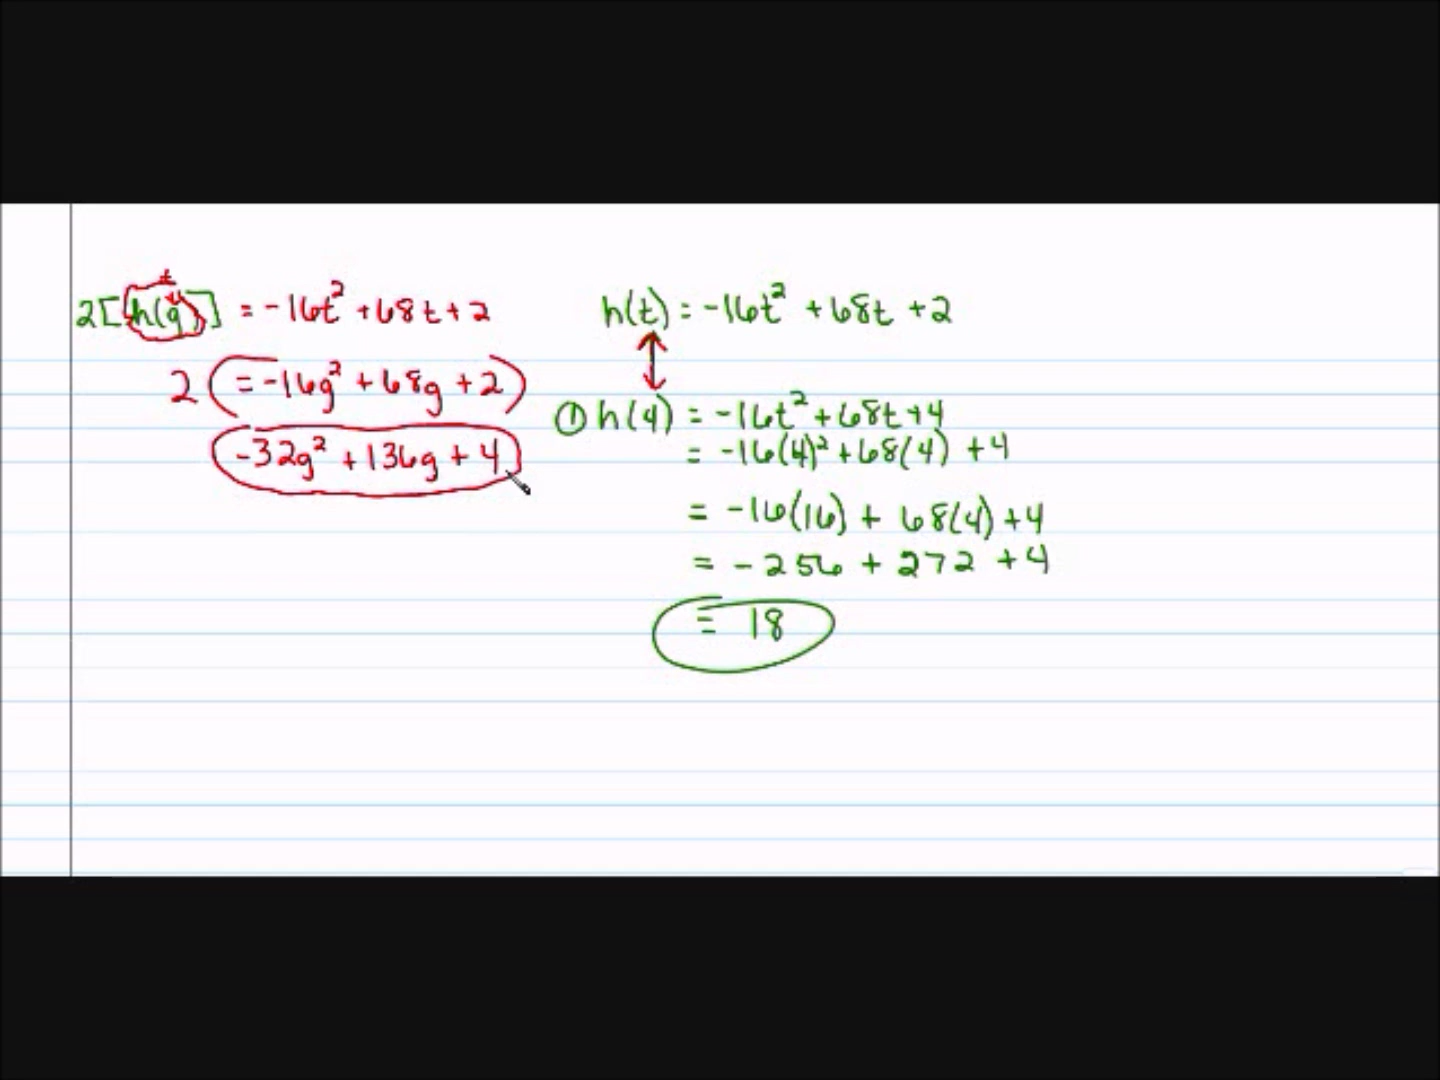 t
2[h(g)] = -16t² + 68t + 2
2 (= -16g² + 68g + 2)
-32g² + 136g + 4
h(t) = -16t² + 68t + 2
① h(4) = -16t² + 68t + 4
= -16(4)² + 68(4) + 4
= -16(16) + 68(4) + 4
= -256 + 272 + 4
= 18